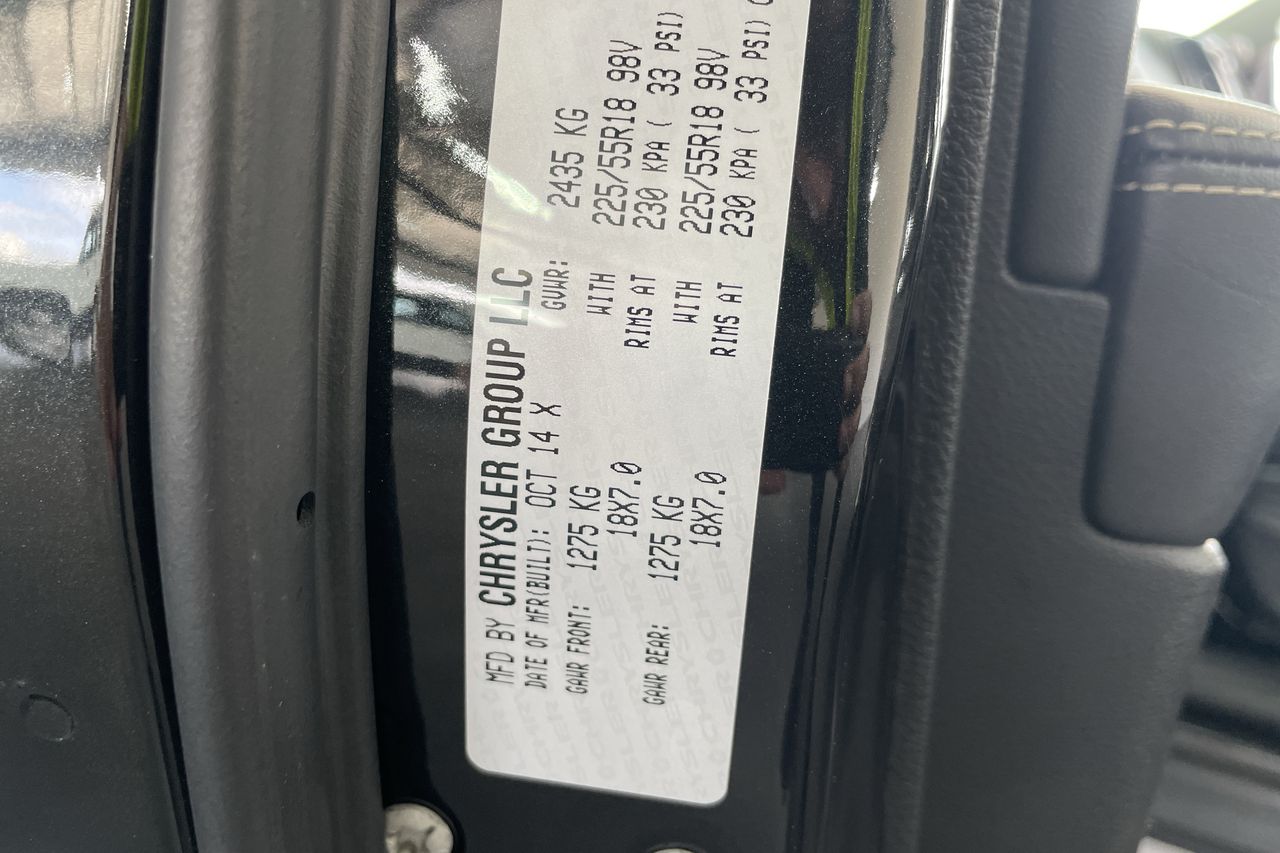 MFD BY CHRYSLER GROUP LLC
DATE OF MFR(BUILT): OCT 14 X GVWR: 2435 KG
GAWR FRONT: 1275 KG WITH 225/55R18 98V
18X7.0 RIMS AT 230 KPA ( 33 PSI)
GAWR REAR: 1275 KG WITH 225/55R18 98V
18X7.0 RIMS AT 230 KPA ( 33 PSI)